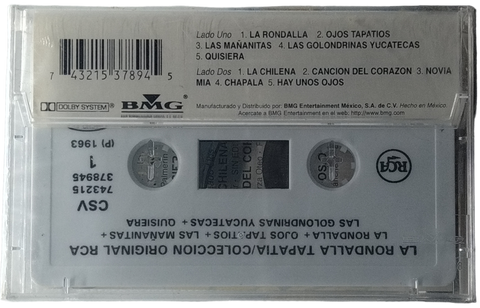 Lado Uno 1. LA RONDALLA 2. OJOS TAPATIOS
3. LAS MAÑANITAS 4. LAS GOLONDRINAS YUCATECAS
5. QUISIERA
Lado Dos 1. LA CHILENA 2. CANCION DEL CORAZON 3. NOVIA
MIA 4. CHAPALA 5. HAY UNOS OJOS
7 43215 37894 5
DOLBY SYSTEM
BMG
Manufacturado y Distribuido por: BMG Entertainment México, S.A. de C.V. Hecho en México.
Acercate a BMG Entertainment en el web: http://www.bmg.com
LA RONDALLA TAPATIA/COLECCION ORIGINAL RCA
LA RONDALLA + OJOS TAPATIOS + LAS MAÑANITAS +
LAS GOLONDRINAS YUCATECAS + QUISIERA
CSV
743215
378945
1
(P) 1963
RCA
CHILENA
DEL COR